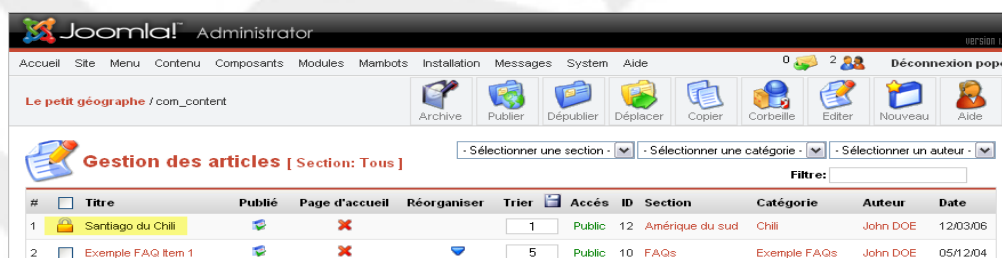 Joomla! Administrator
version 1
Accueil Site Menu Contenu Composants Modules Mambots Installation Messages System Aide 0 2 Déconnexion pop
Le petit géographe / com_content
Archive Publier Dépublier Déplacer Copier Corbeille Editer Nouveau Aide
Gestion des articles [ Section: Tous ]
- Sélectionner une section - - Sélectionner une catégorie - - Sélectionner un auteur -
Filtre:
# Titre Publié Page d'accueil Réorganiser Trier Accés ID Section Catégorie Auteur Date
1 Santiago du Chili 1 Public 12 Amérique du sud Chili John DOE 12/03/06
2 Exemple FAQ Item 1 5 Public 10 FAQs Exemple FAQs John DOE 05/12/04